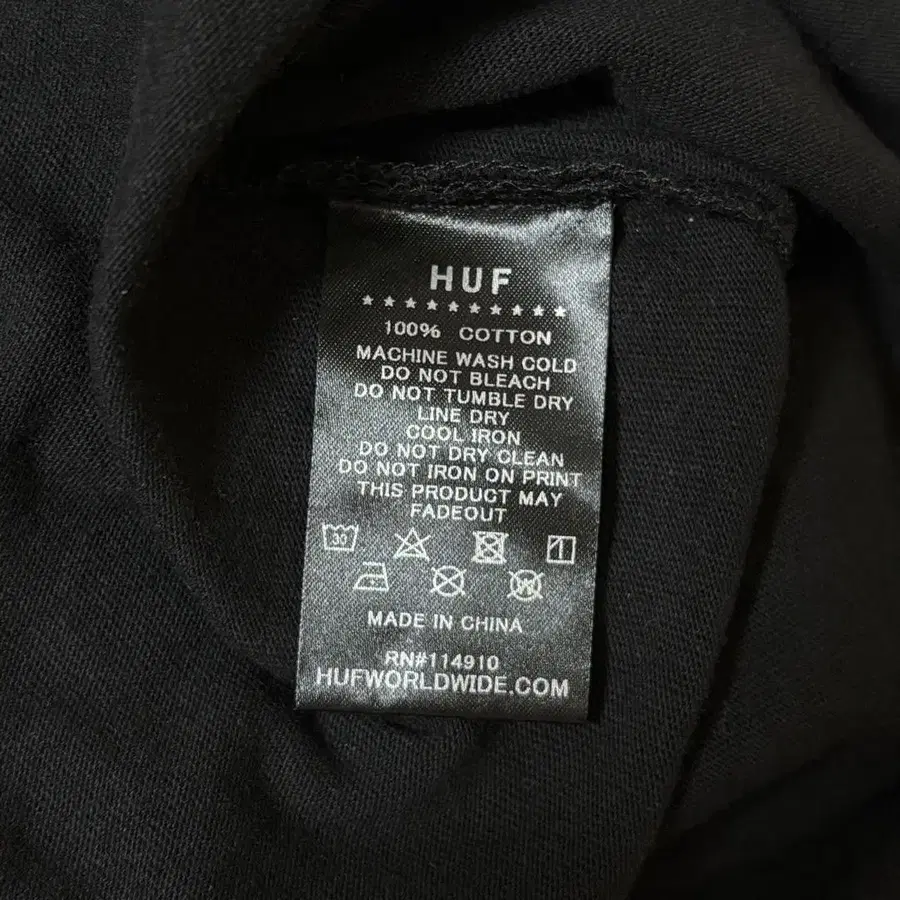 HUF
★★★★★★★★★★
100% COTTON
MACHINE WASH COLD
DO NOT BLEACH
DO NOT TUMBLE DRY
LINE DRY
COOL IRON
DO NOT DRY CLEAN
DO NOT IRON ON PRINT
THIS PRODUCT MAY
FADEOUT
30
W
MADE IN CHINA
RN#114910
HUFWORLDWIDE.COM